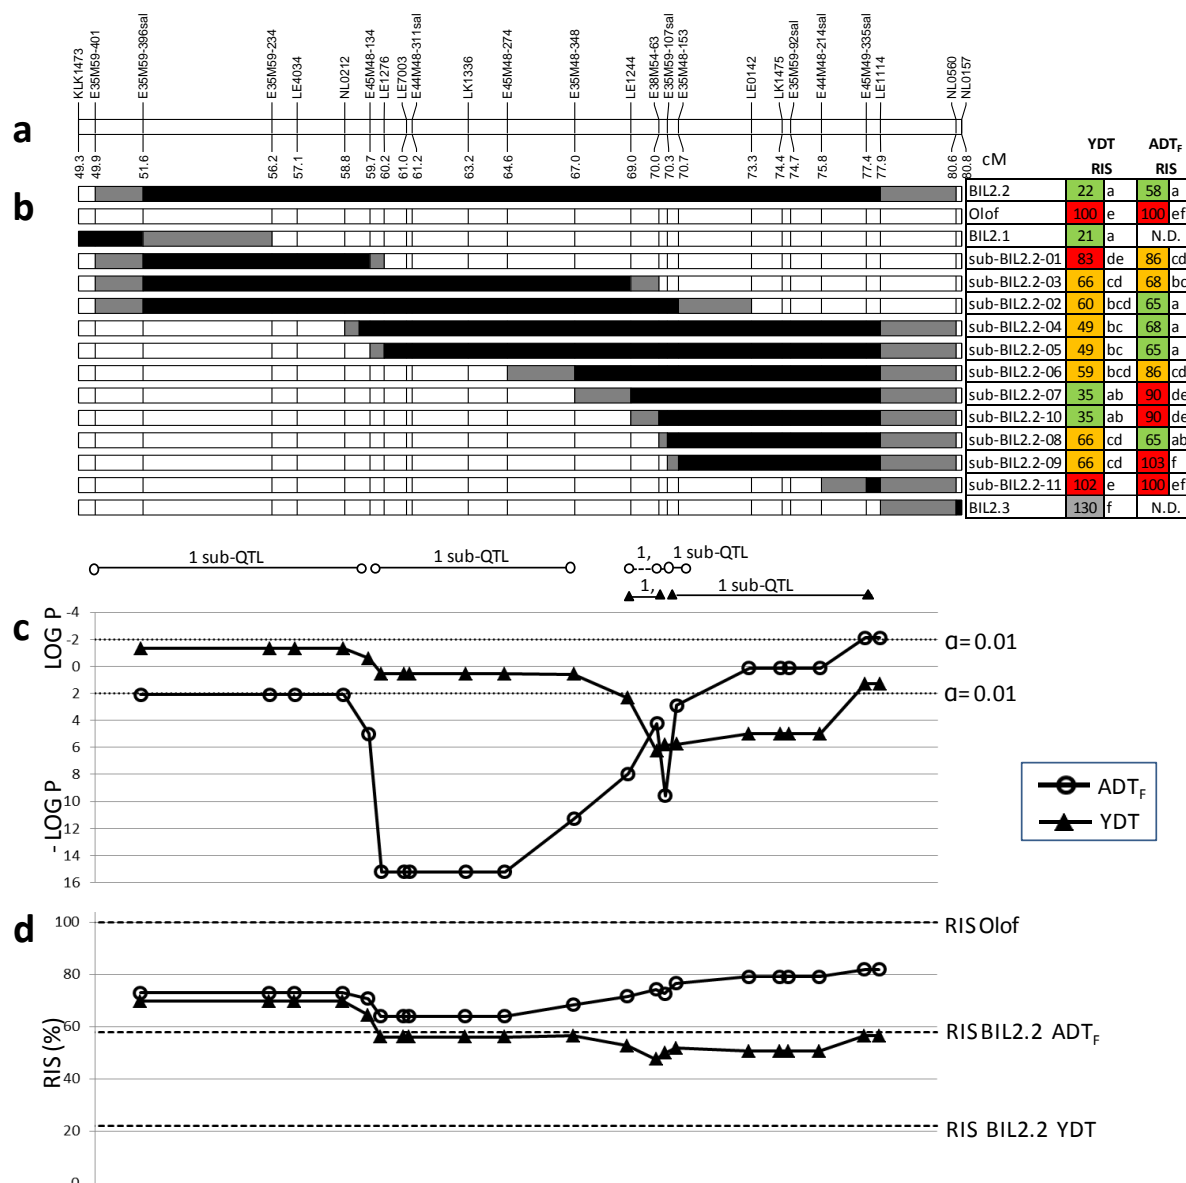 KLK1473
E35M59-401
E35M59-396sal
E35M59-234
LE4034
NL0212
E45M48-134
LE1276
LE7003
E44M48-311sal
LK1336
E45M48-274
E35M48-348
LE1244
E38M54-63
E35M59-107sal
E35M48-153
LE0142
LK1475
E35M59-92sal
E44M48-214sal
E45M49-335sal
LE1114
NL0560
NL0157
a
49.3
49.9
51.6
56.2
57.1
58.8
59.7
60.2
61.0
61.2
63.2
64.6
67.0
69.0
70.0
70.3
70.7
73.3
74.4
74.7
75.8
77.4
77.9
80.6
80.8
cM
YDT ADTF
RIS RIS
b
BIL2.2 22 a 58 a
Olof 100 e 100 ef
BIL2.1 21 a N.D.
sub-BIL2.2-01 83 de 86 cd
sub-BIL2.2-03 66 cd 68 bc
sub-BIL2.2-02 60 bcd 65 a
sub-BIL2.2-04 49 bc 68 a
sub-BIL2.2-05 49 bc 65 a
sub-BIL2.2-06 59 bcd 86 cd
sub-BIL2.2-07 35 ab 90 de
sub-BIL2.2-10 35 ab 90 de
sub-BIL2.2-08 66 cd 65 ab
sub-BIL2.2-09 66 cd 103 f
sub-BIL2.2-11 102 e 100 ef
BIL2.3 130 f N.D.
1 sub-QTL 1 sub-QTL 1, 1 sub-QTL
1, 1 sub-QTL
c
- LOG P LOG P
-4
-2
0
2
4
6
8
10
12
14
16
α= 0.01
α= 0.01
ADTF
YDT
d
RIS (%)
100
80
60
40
20
0
RIS Olof
RIS BIL2.2 ADTF
RIS BIL2.2 YDT